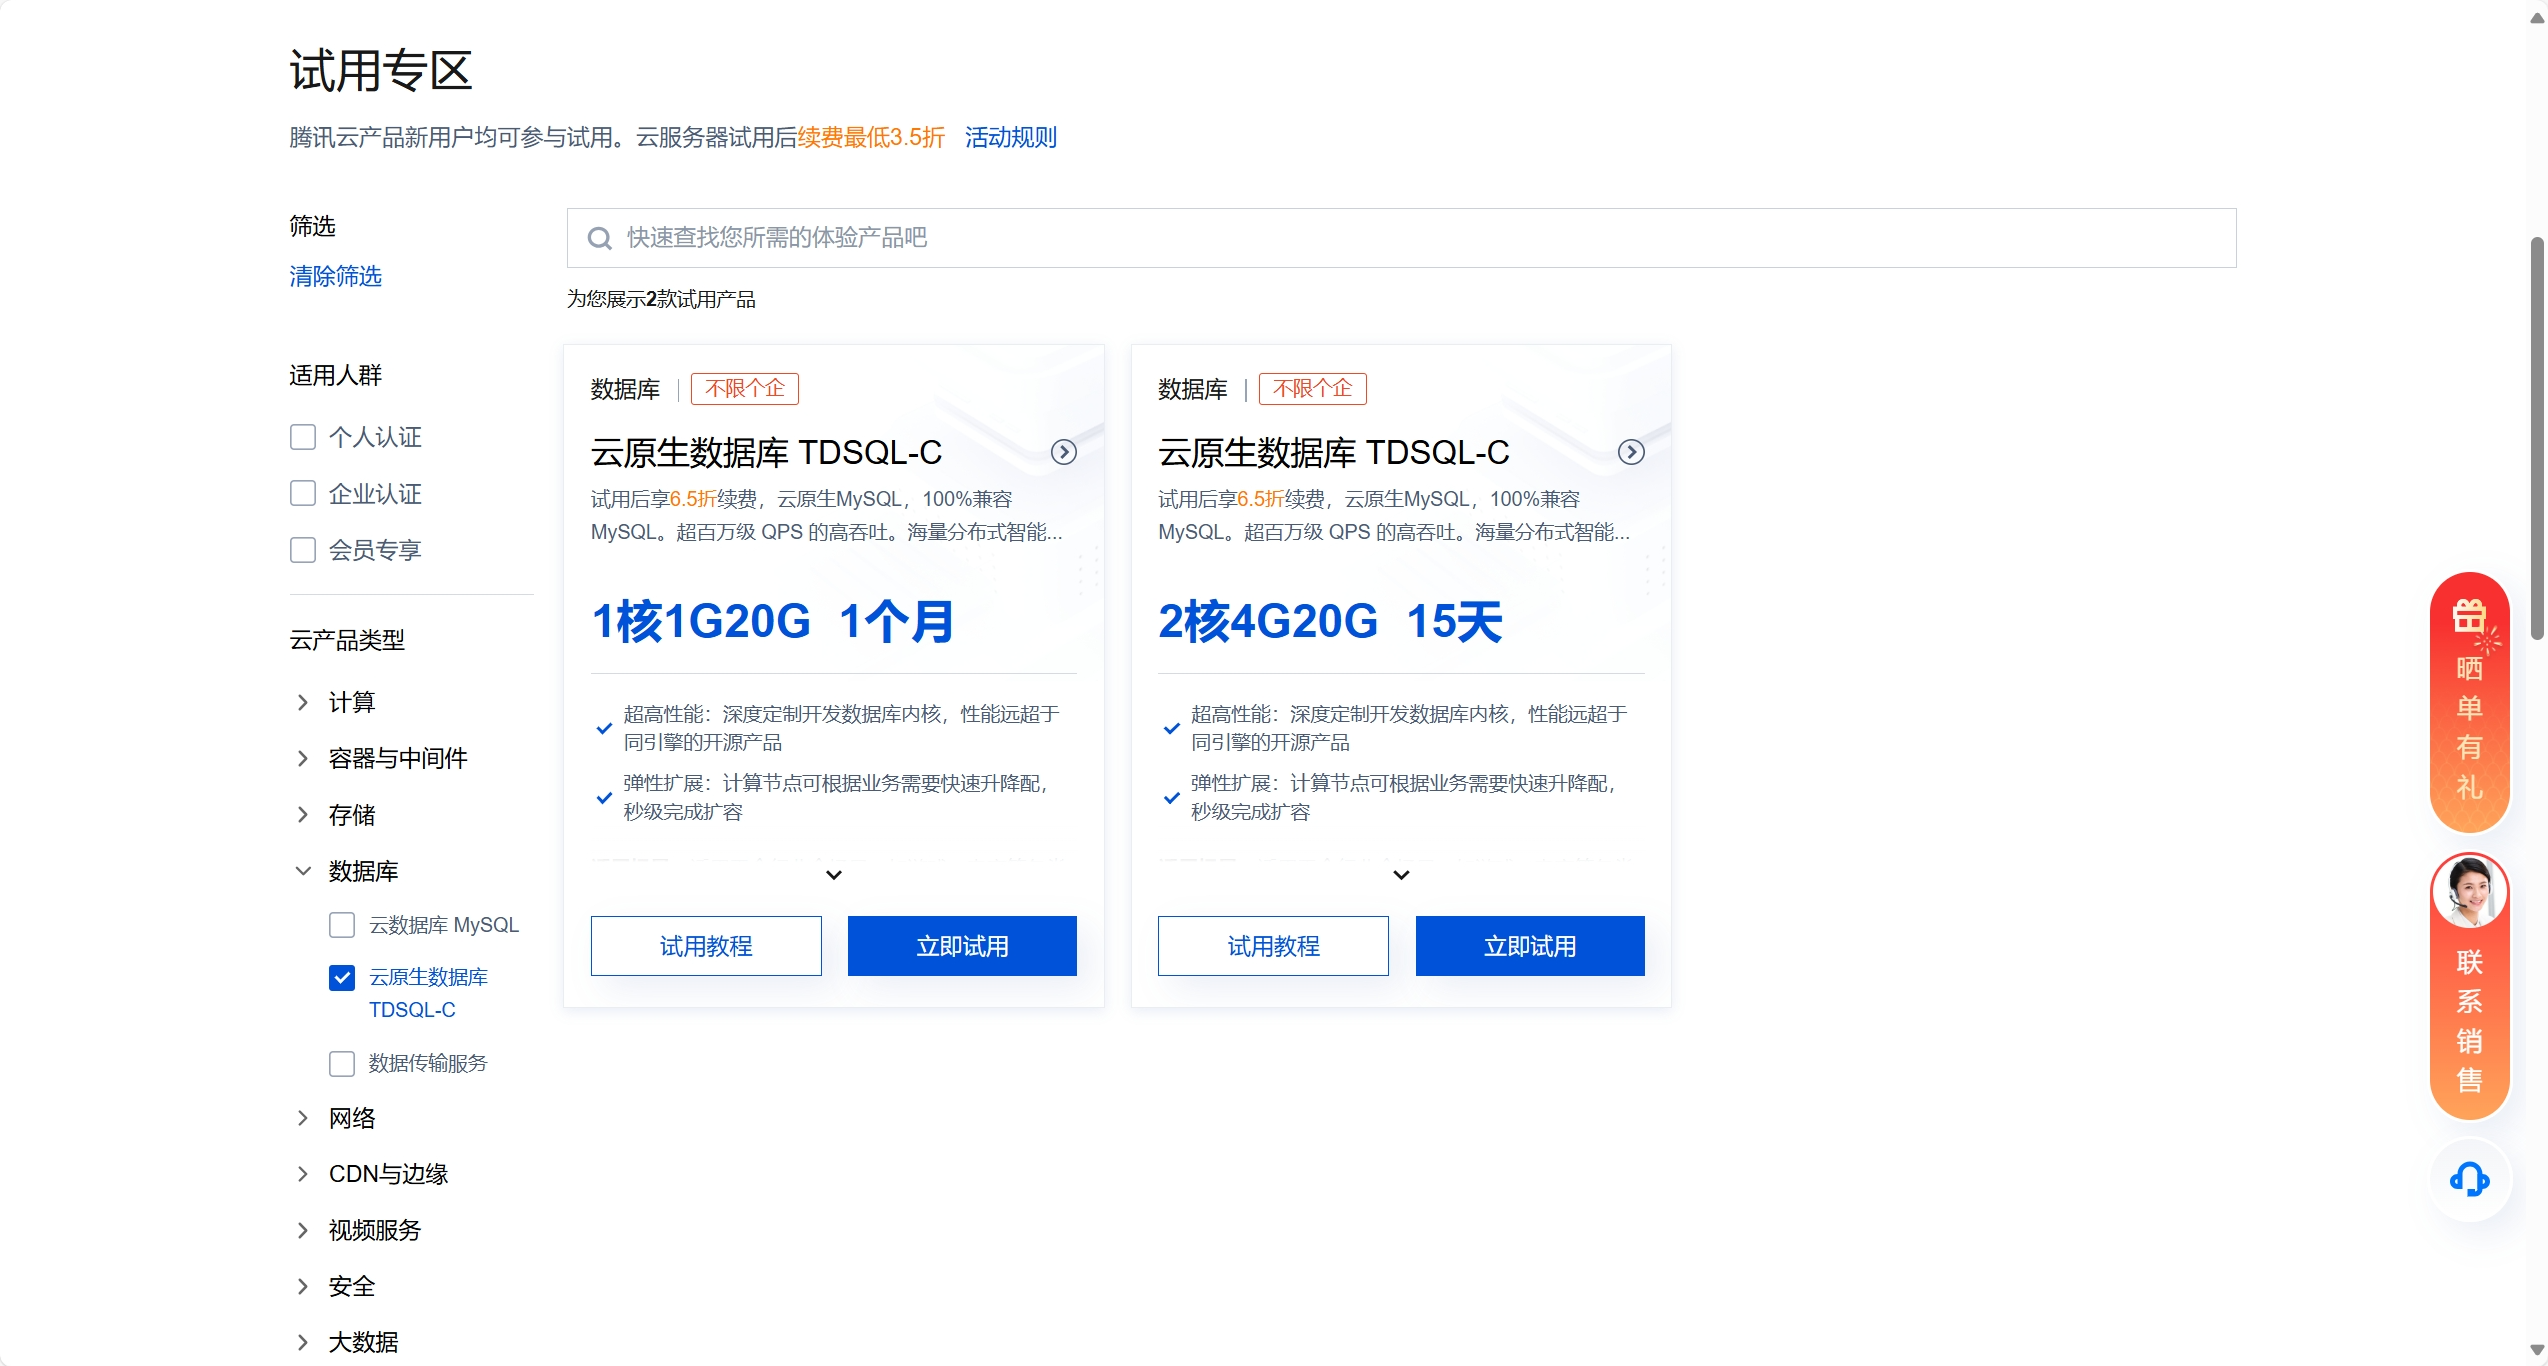 试用专区
腾讯云产品新用户均可参与试用。云服务器试用后续费最低3.5折 活动规则
筛选
清除筛选
适用人群
个人认证
企业认证
会员专享
云产品类型
计算
容器与中间件
存储
数据库
云数据库 MySQL
云原生数据库
TDSQL-C
数据传输服务
网络
CDN与边缘
视频服务
安全
大数据
快速查找您所需的体验产品吧
为您展示2款试用产品
数据库 | 不限个企
云原生数据库 TDSQL-C
试用后享6.5折续费，云原生MySQL，100%兼容
MySQL。超百万级 QPS 的高吞吐。海量分布式智能...
1核1G20G 1个月
超高性能：深度定制开发数据库内核，性能远超于
同引擎的开源产品
弹性扩展：计算节点可根据业务需要快速升降配，
秒级完成扩容
试用教程
立即试用
数据库 | 不限个企
云原生数据库 TDSQL-C
试用后享6.5折续费，云原生MySQL，100%兼容
MySQL。超百万级 QPS 的高吞吐。海量分布式智能...
2核4G20G 15天
超高性能：深度定制开发数据库内核，性能远超于
同引擎的开源产品
弹性扩展：计算节点可根据业务需要快速升降配，
秒级完成扩容
试用教程
立即试用
晒单有礼
联系销售